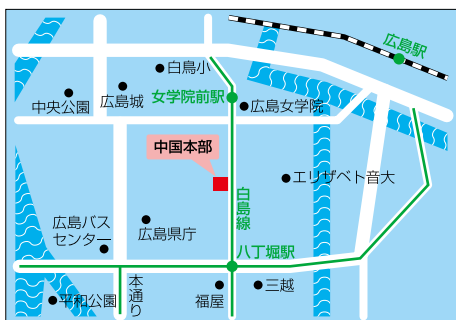 広島駅
白鳥小
中央公園
広島城
女学院前駅
広島女学院
中国本部
エリザベト音大
白島線
広島県庁
広島バス
センター
八丁堀駅
本通り
平和公園
福屋
三越